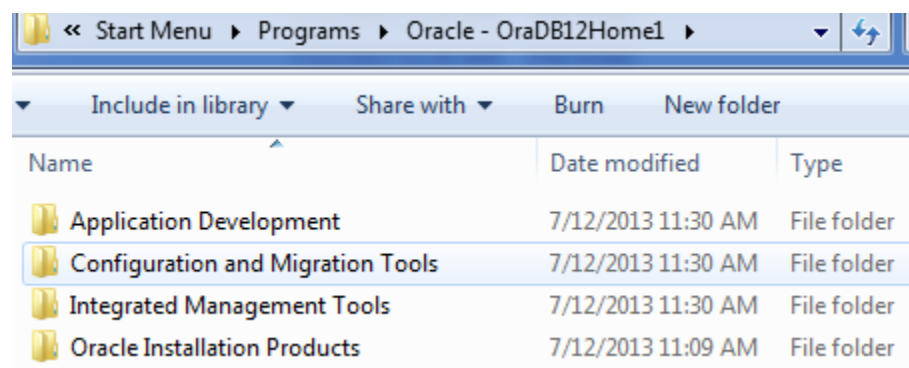 « Start Menu ▸ Programs ▸ Oracle - OraDB12Home1 ▸
Include in library ▾ Share with ▾ Burn New folder
Name Date modified Type
Application Development 7/12/2013 11:30 AM File folder
Configuration and Migration Tools 7/12/2013 11:30 AM File folder
Integrated Management Tools 7/12/2013 11:30 AM File folder
Oracle Installation Products 7/12/2013 11:09 AM File folder